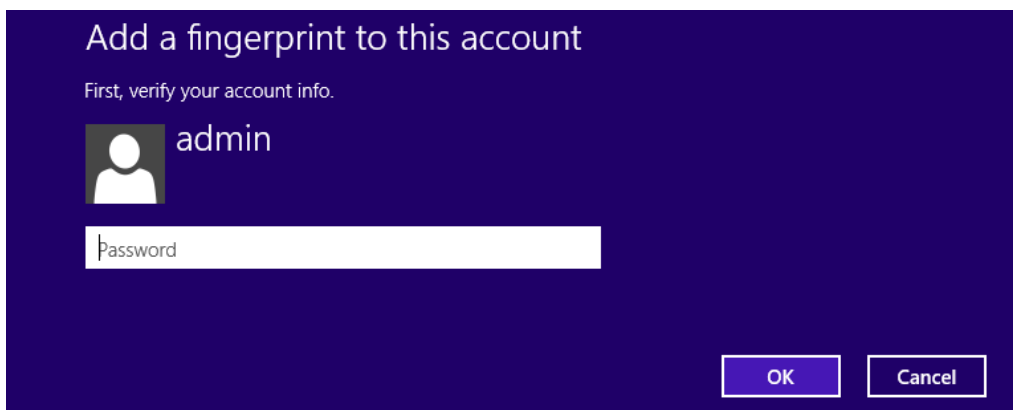 Add a fingerprint to this account
First, verify your account info.
admin
Password
OK
Cancel